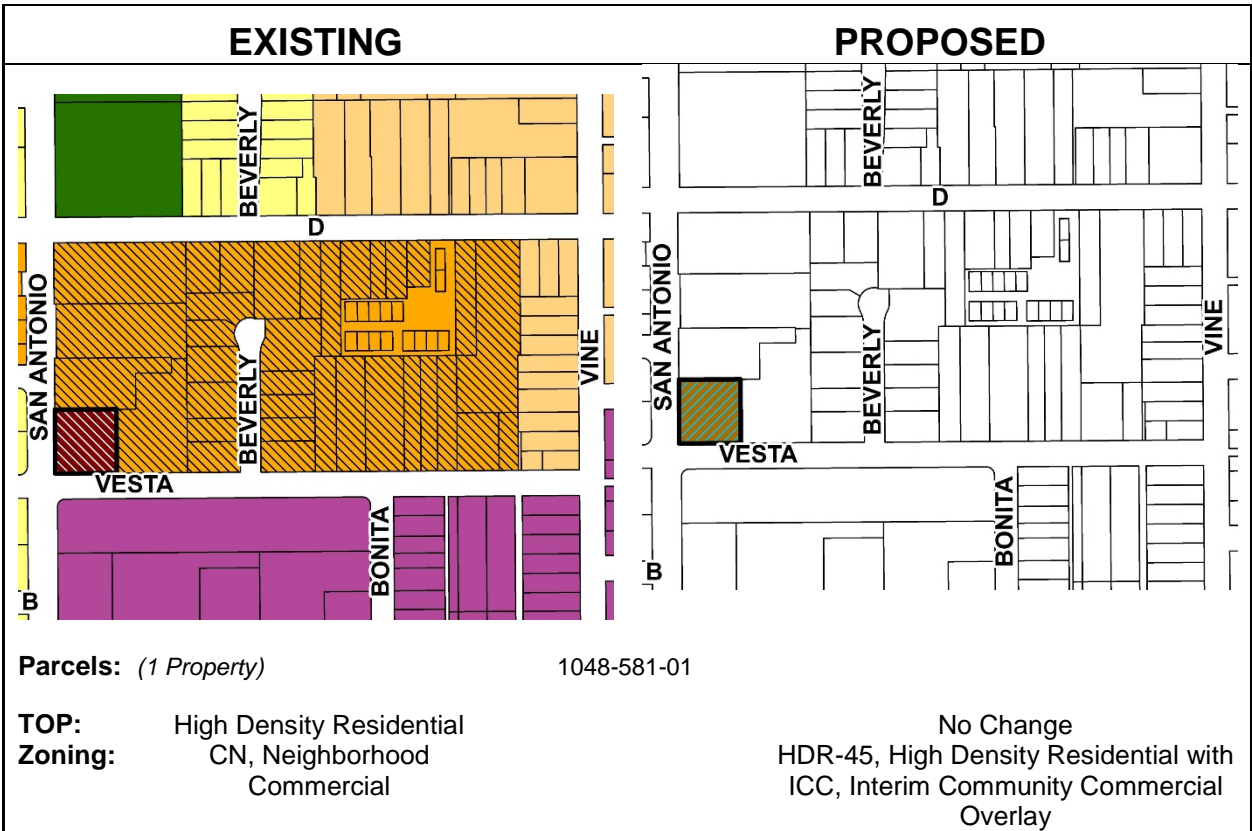 EXISTING
PROPOSED
BEVERLY
D
SAN ANTONIO
BEVERLY
VINE
VESTA
BONITA
B
BEVERLY
D
SAN ANTONIO
BEVERLY
VINE
VESTA
BONITA
B
Parcels: (1 Property) 1048-581-01
TOP: High Density Residential No Change
Zoning: CN, Neighborhood HDR-45, High Density Residential with
Commercial ICC, Interim Community Commercial
Overlay